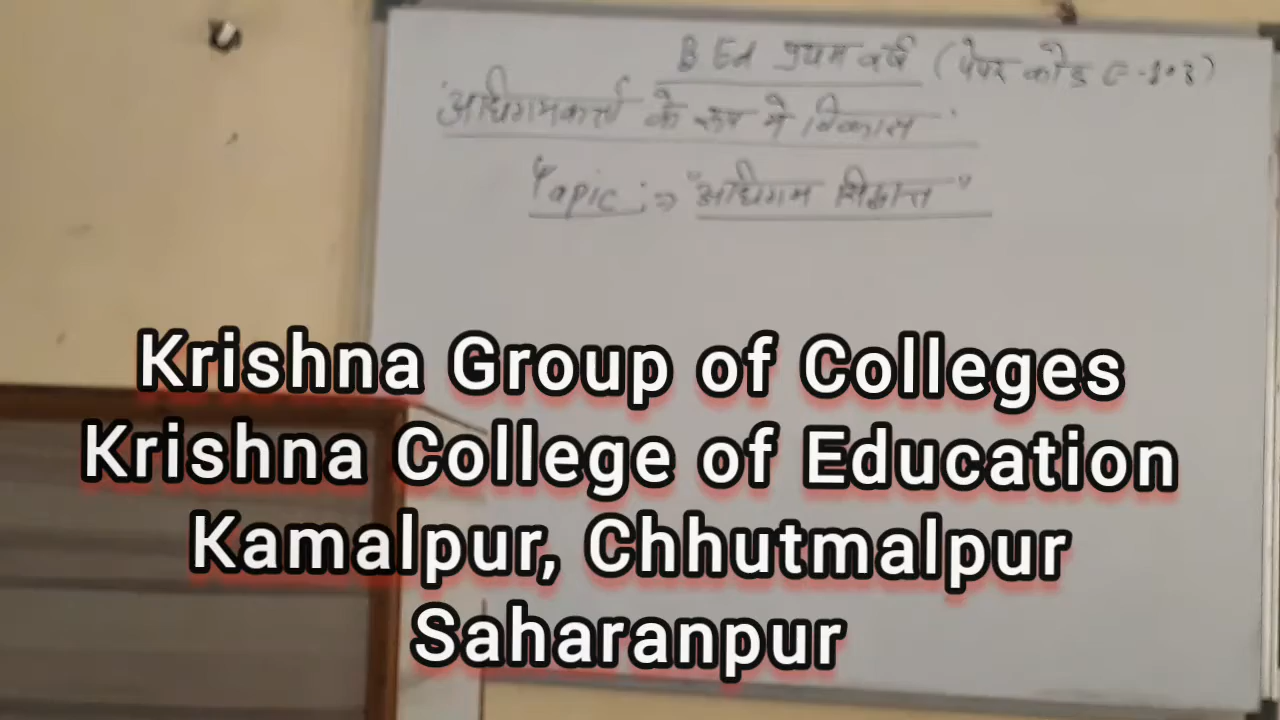 B Ed प्रथम वर्ष (पेपर कोड C-103)
'अधिगमकर्त्ता के रूप में विकास'
Topic :⇒ "अधिगम सिद्धान्त"
Krishna Group of Colleges
Krishna College of Education
Kamalpur, Chhutmalpur
Saharanpur